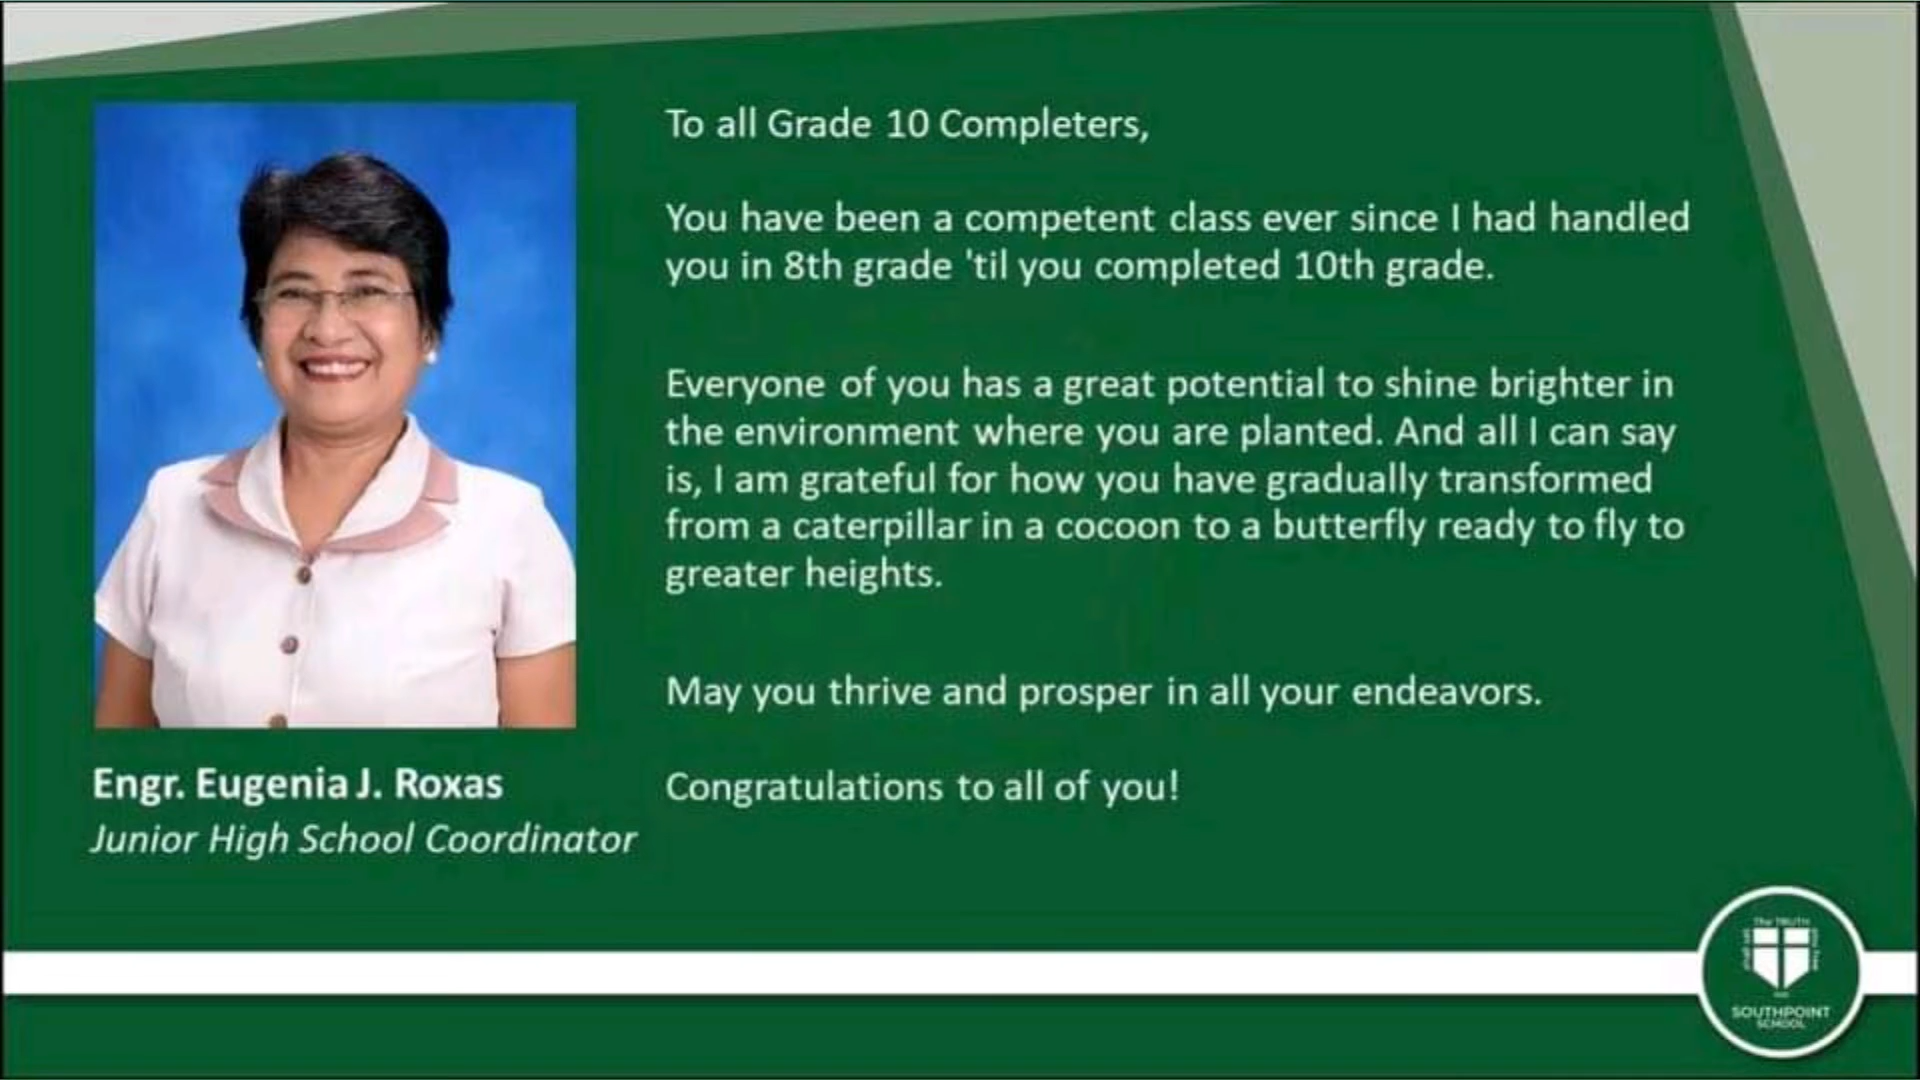 To all Grade 10 Completers,
You have been a competent class ever since I had handled
you in 8th grade 'til you completed 10th grade.
Everyone of you has a great potential to shine brighter in
the environment where you are planted. And all I can say
is, I am grateful for how you have gradually transformed
from a caterpillar in a cocoon to a butterfly ready to fly to
greater heights.
May you thrive and prosper in all your endeavors.
Congratulations to all of you!
Engr. Eugenia J. Roxas
Junior High School Coordinator
The TRUTH
SOUTHPOINT
SCHOOL